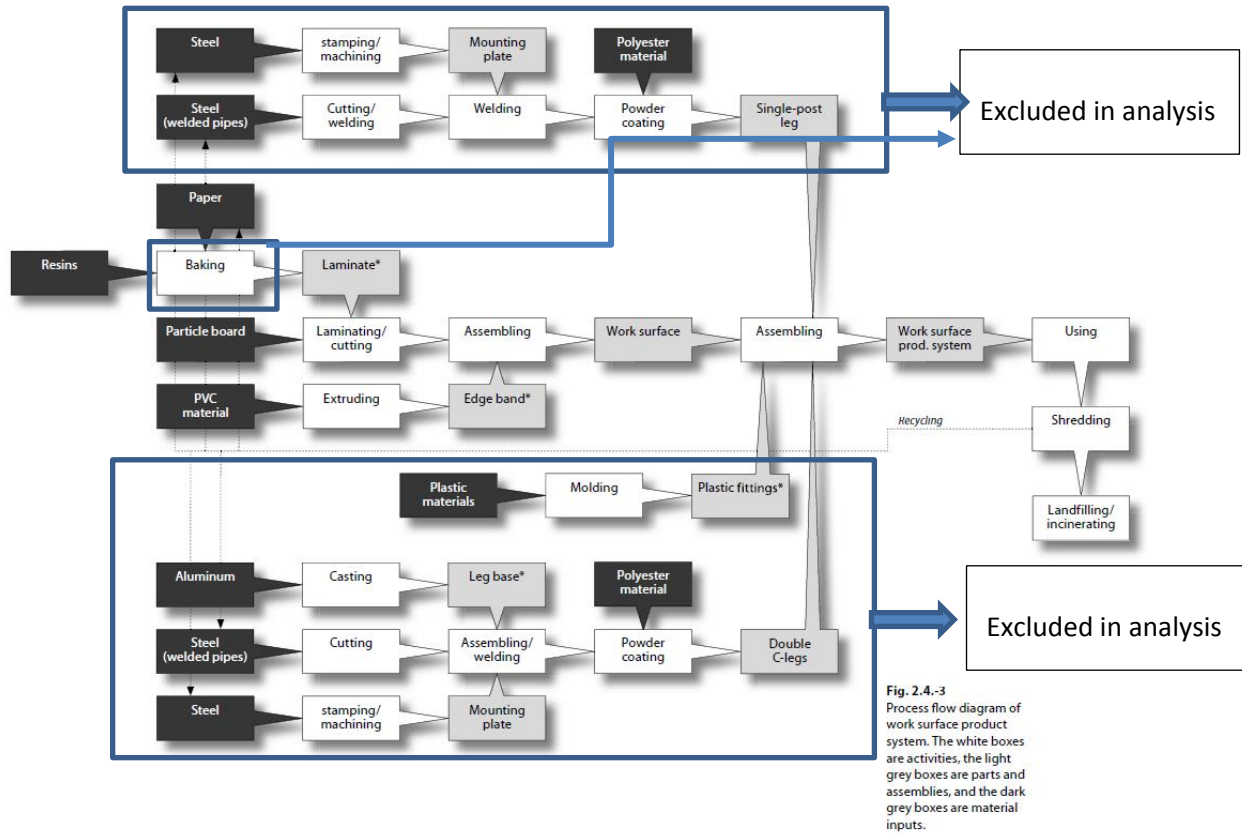 Steel
stamping/
machining
Mounting
plate
Polyester
material
Excluded in analysis
Steel
(welded pipes)
Cutting/
welding
Welding
Powder
coating
Single-post
leg
Paper
Resins
Baking
Laminate*
Particle board
Laminating/
cutting
Assembling
Work surface
Assembling
Work surface
prod. system
Using
PVC
material
Extruding
Edge band*
Recycling
Shredding
Plastic
materials
Molding
Plastic fittings*
Landfilling/
incinerating
Aluminum
Casting
Leg base*
Polyester
material
Excluded in analysis
Steel
(welded pipes)
Cutting
Assembling/
welding
Powder
coating
Double
C-legs
Steel
stamping/
machining
Mounting
plate
Fig. 2.4.-3
Process flow diagram of
work surface product
system. The white boxes
are activities, the light
grey boxes are parts and
assemblies, and the dark
grey boxes are material
inputs.